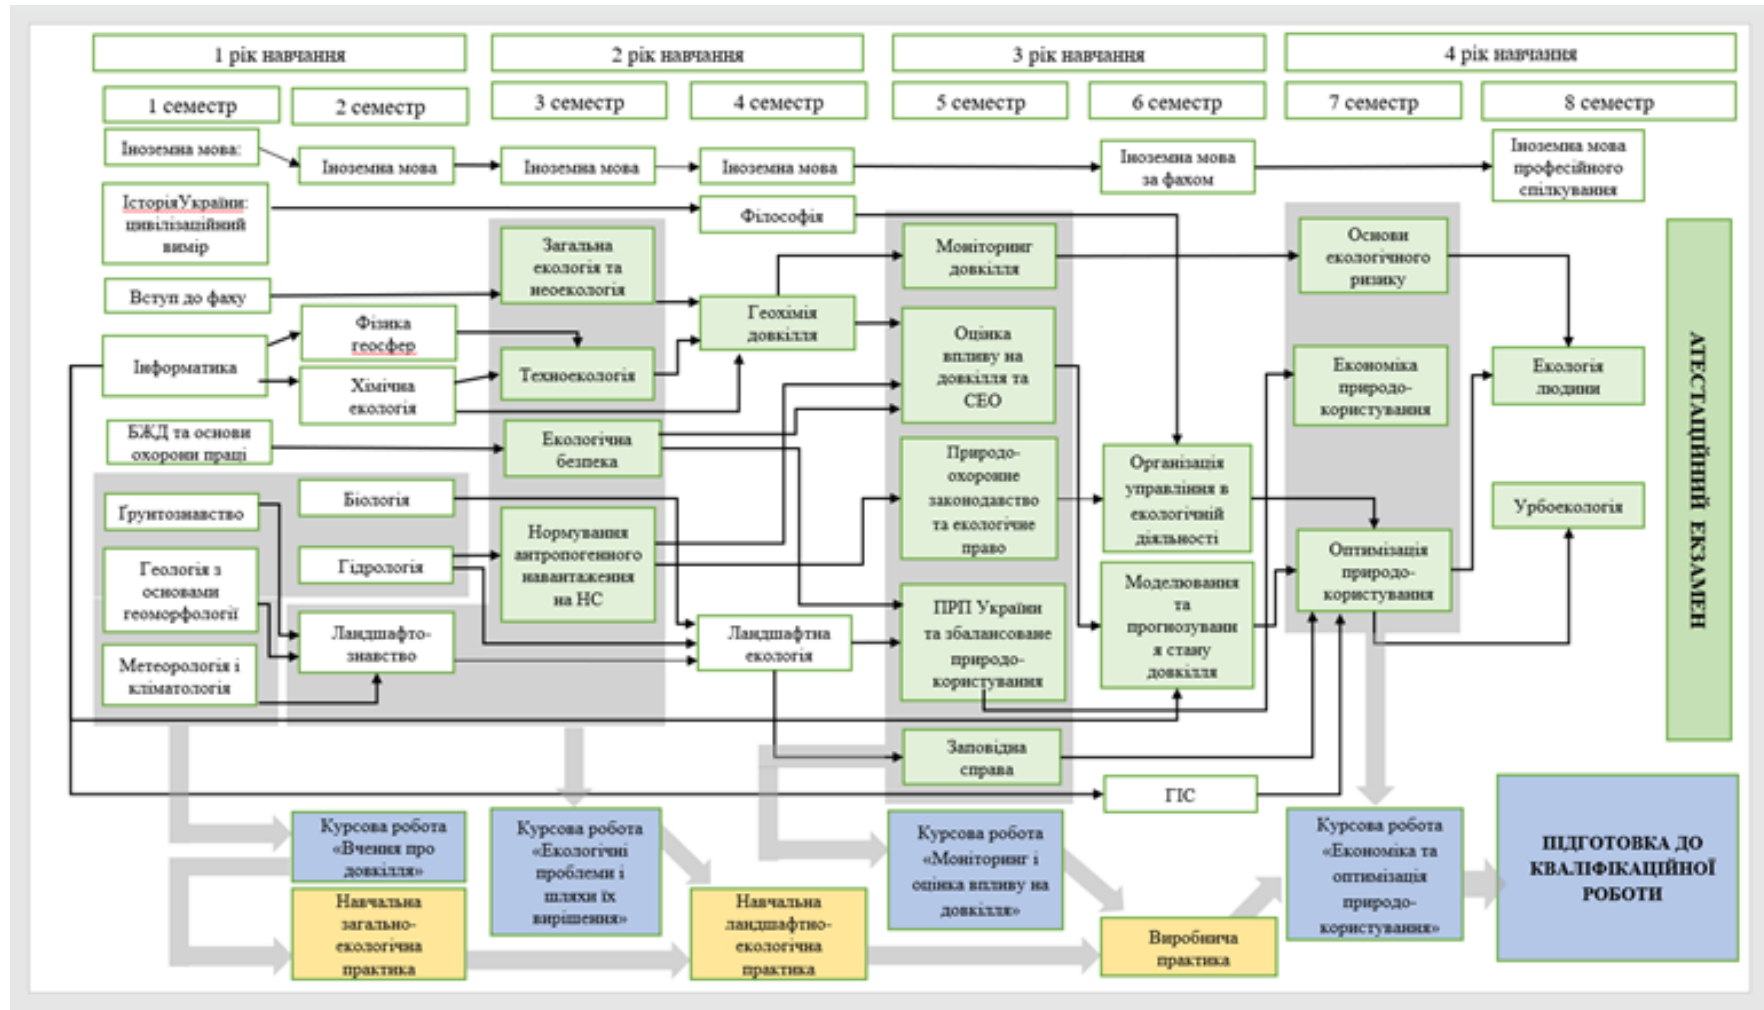 1 рік навчання
2 рік навчання
3 рік навчання
4 рік навчання
1 семестр
2 семестр
3 семестр
4 семестр
5 семестр
6 семестр
7 семестр
8 семестр
Іноземна мова:
Іноземна мова
Іноземна мова
Іноземна мова
Іноземна мова
за фахом
Іноземна мова
професійного
спілкування
ІсторіяУкраїни:
цивілізаційний
вимір
Філософія
Вступ до фаху
Загальна
екологія та
неоекологія
Моніторинг
довкілля
Основи
екологічного
ризику
Інформатика
Фізика
геосфер
Хімічна
екологія
Техноекологія
Геохімія
довкілля
Оцінка
впливу на
довкілля та
СЕО
Економіка
природо-
користування
Екологія
людини
БЖД та основи
охорони праці
Екологічна
безпека
Природо-
охоронне
законодавство
та екологічне
право
Організація
управління в
екологічній
діяльності
Ґрунтознавство
Біологія
Урбоекологія
Геологія з
основами
геоморфології
Гідрологія
Нормування
антропогенного
навантаження
на НС
Оптимізація
природо-
користування
Метеорологія і
кліматологія
Ландшафто-
знавство
Ландшафтна
екологія
ПРП України
та збалансоване
природо-
користування
Моделювання
та
прогнозуванн
я стану
довкілля
Заповідна
справа
ГІС
АТЕСТАЦІЙНИЙ ЕКЗАМЕН
Курсова робота
«Вчення про
довкілля»
Курсова робота
«Екологічні
проблеми і
шляхи їх
вирішення»
Курсова робота
«Моніторинг і
оцінка впливу на
довкілля»
Курсова робота
«Економіка та
оптимізація
природо-
користування»
ПІДГОТОВКА ДО
КВАЛІФІКАЦІЙНОЇ
РОБОТИ
Навчальна
загально-
екологічна
практика
Навчальна
ландшафтно-
екологічна
практика
Виробнича
практика